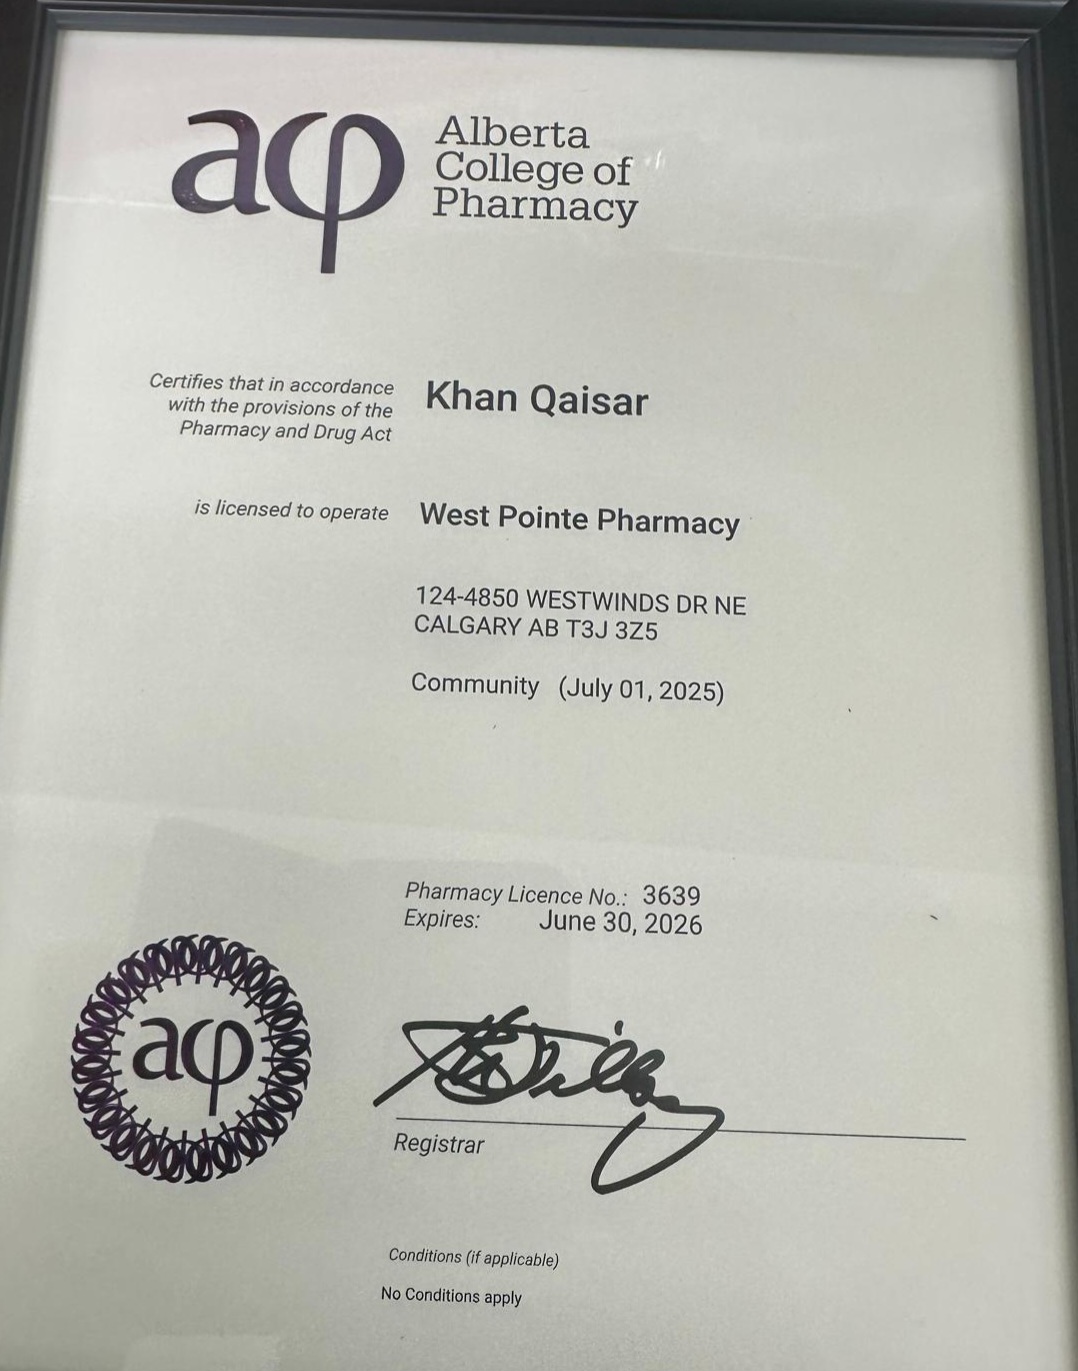 acp
Alberta
College of
Pharmacy
Certifies that in accordance
with the provisions of the
Pharmacy and Drug Act
Khan Qaisar
is licensed to operate
West Pointe Pharmacy
124-4850 WESTWINDS DR NE
CALGARY AB T3J 3Z5
Community (July 01, 2025)
Pharmacy Licence No.: 3639
Expires: June 30, 2026
acp
Registrar
Conditions (if applicable)
No Conditions apply